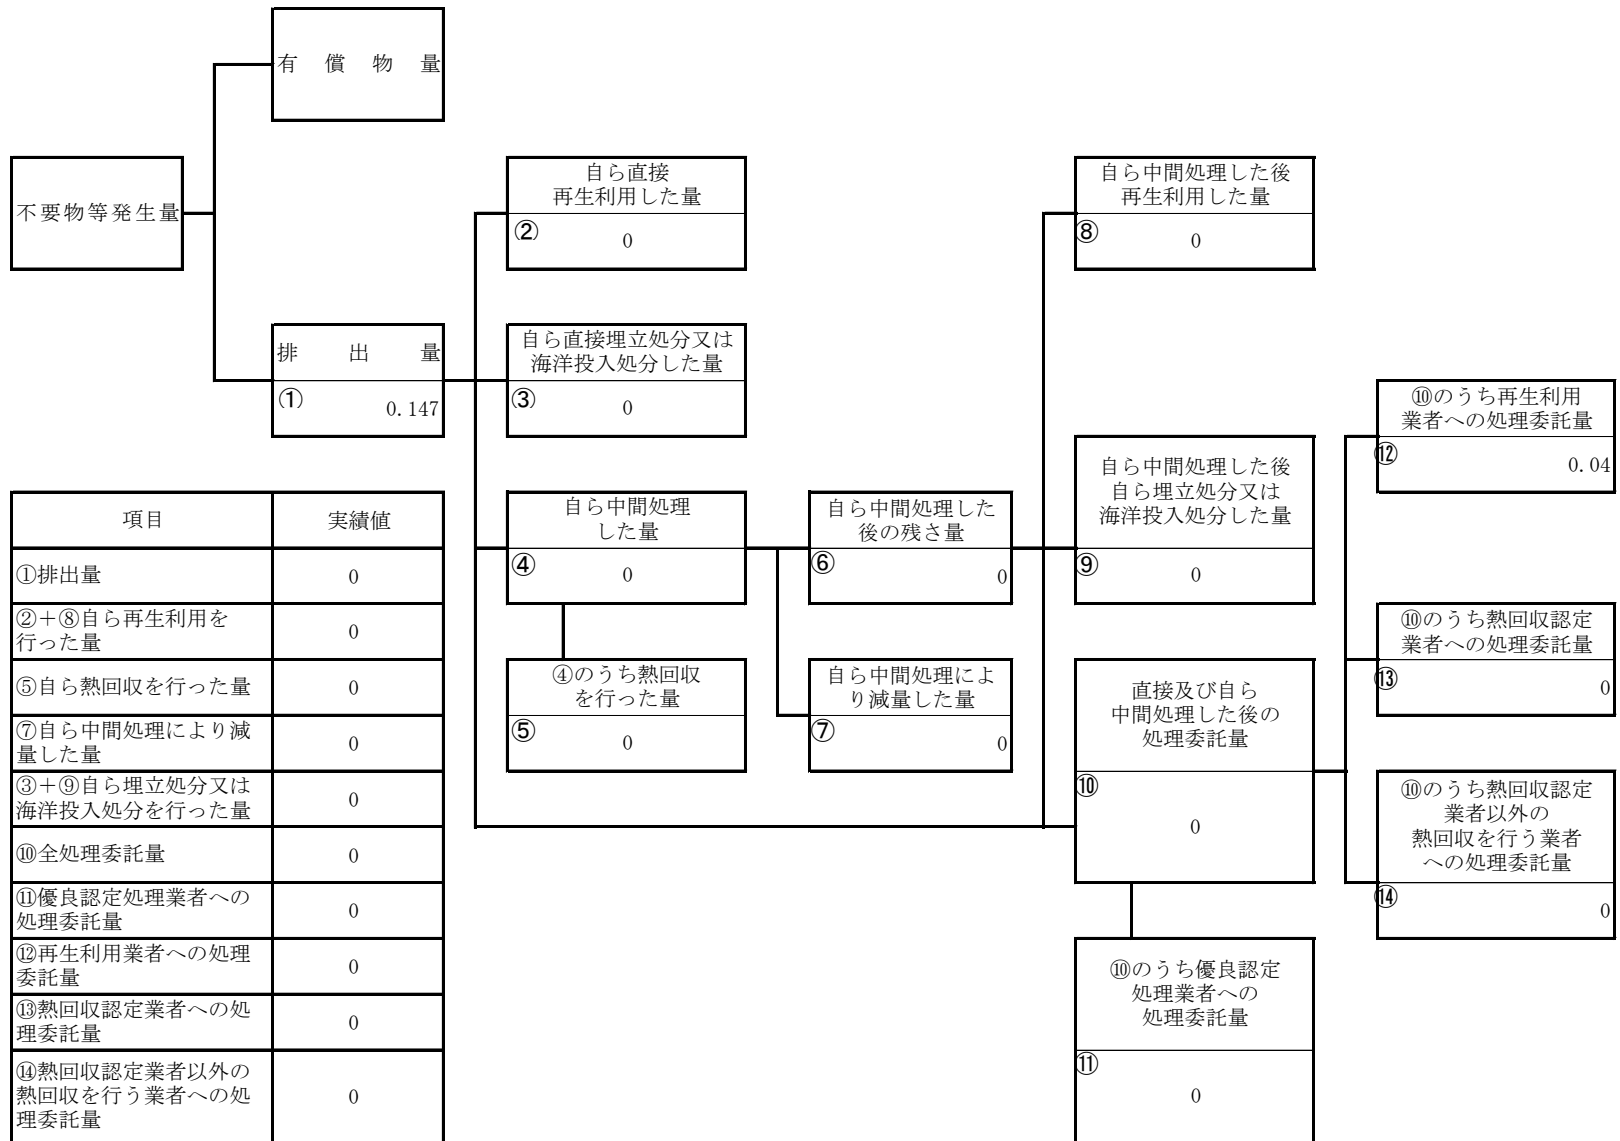 有償物量
不要物等発生量
排出量
①
0.147
自ら直接
再生利用した量
②
0
自ら直接埋立処分又は
海洋投入処分した量
③
0
自ら中間処理
した量
④
0
④のうち熱回収
を行った量
⑤
0
自ら中間処理した
後の残さ量
⑥
0
自ら中間処理によ
り減量した量
⑦
0
自ら中間処理した後
再生利用した量
⑧
0
自ら中間処理した後
自ら埋立処分又は
海洋投入処分した量
⑨
0
直接及び自ら
中間処理した後の
処理委託量
⑩
0
⑩のうち優良認定
処理業者への
処理委託量
⑪
0
⑩のうち再生利用
業者への処理委託量
⑫
0.04
⑩のうち熱回収認定
業者への処理委託量
⑬
0
⑩のうち熱回収認定
業者以外の
熱回収を行う業者
への処理委託量
⑭
0
項目 実績値
①排出量 0
②＋⑧自ら再生利用を
行った量
0
⑤自ら熱回収を行った量 0
⑦自ら中間処理により減
量した量
0
③＋⑨自ら埋立処分又は
海洋投入処分を行った量
0
⑩全処理委託量 0
⑪優良認定処理業者への
処理委託量
0
⑫再生利用業者への処理
委託量
0
⑬熱回収認定業者への処
理委託量
0
⑭熱回収認定業者以外の
熱回収を行う業者への処
理委託量
0